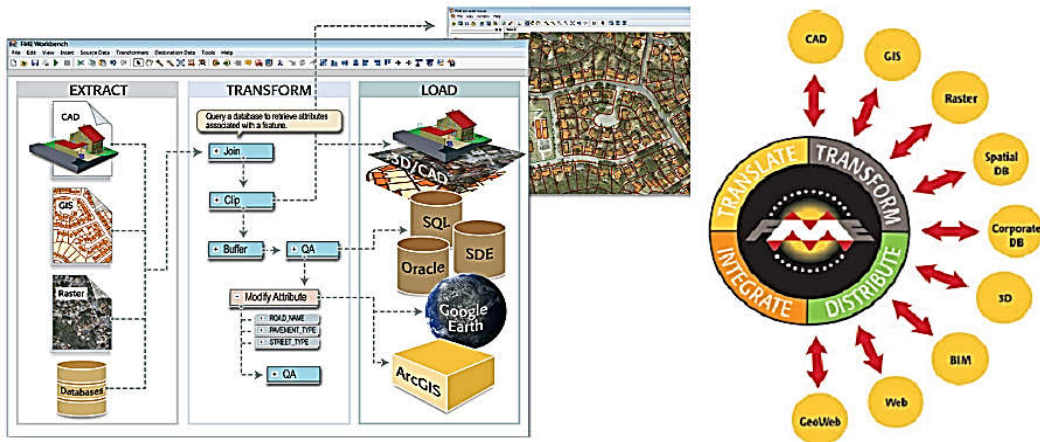 FME Workbench
File Edit View Insert Source Data Transformers Destination Data Tools Help
EXTRACT
CAD
GIS
Raster
Databases
TRANSFORM
Query a database to retrieve attributes
associated with a feature.
+ Join
+ Clip
+ Buffer
+ QA
- Modify Attribute
+ ROAD_NAME
+ PAVEMENT_TYPE
+ STREET_TYPE
+ QA
LOAD
3D/CAD
SQL
SDE
Oracle
Google
Earth
ArcGIS
TRANSLATE
TRANSFORM
INTEGRATE
DISTRIBUTE
FME
CAD
GIS
Raster
Spatial
DB
Corporate
DB
3D
BIM
Web
GeoWeb